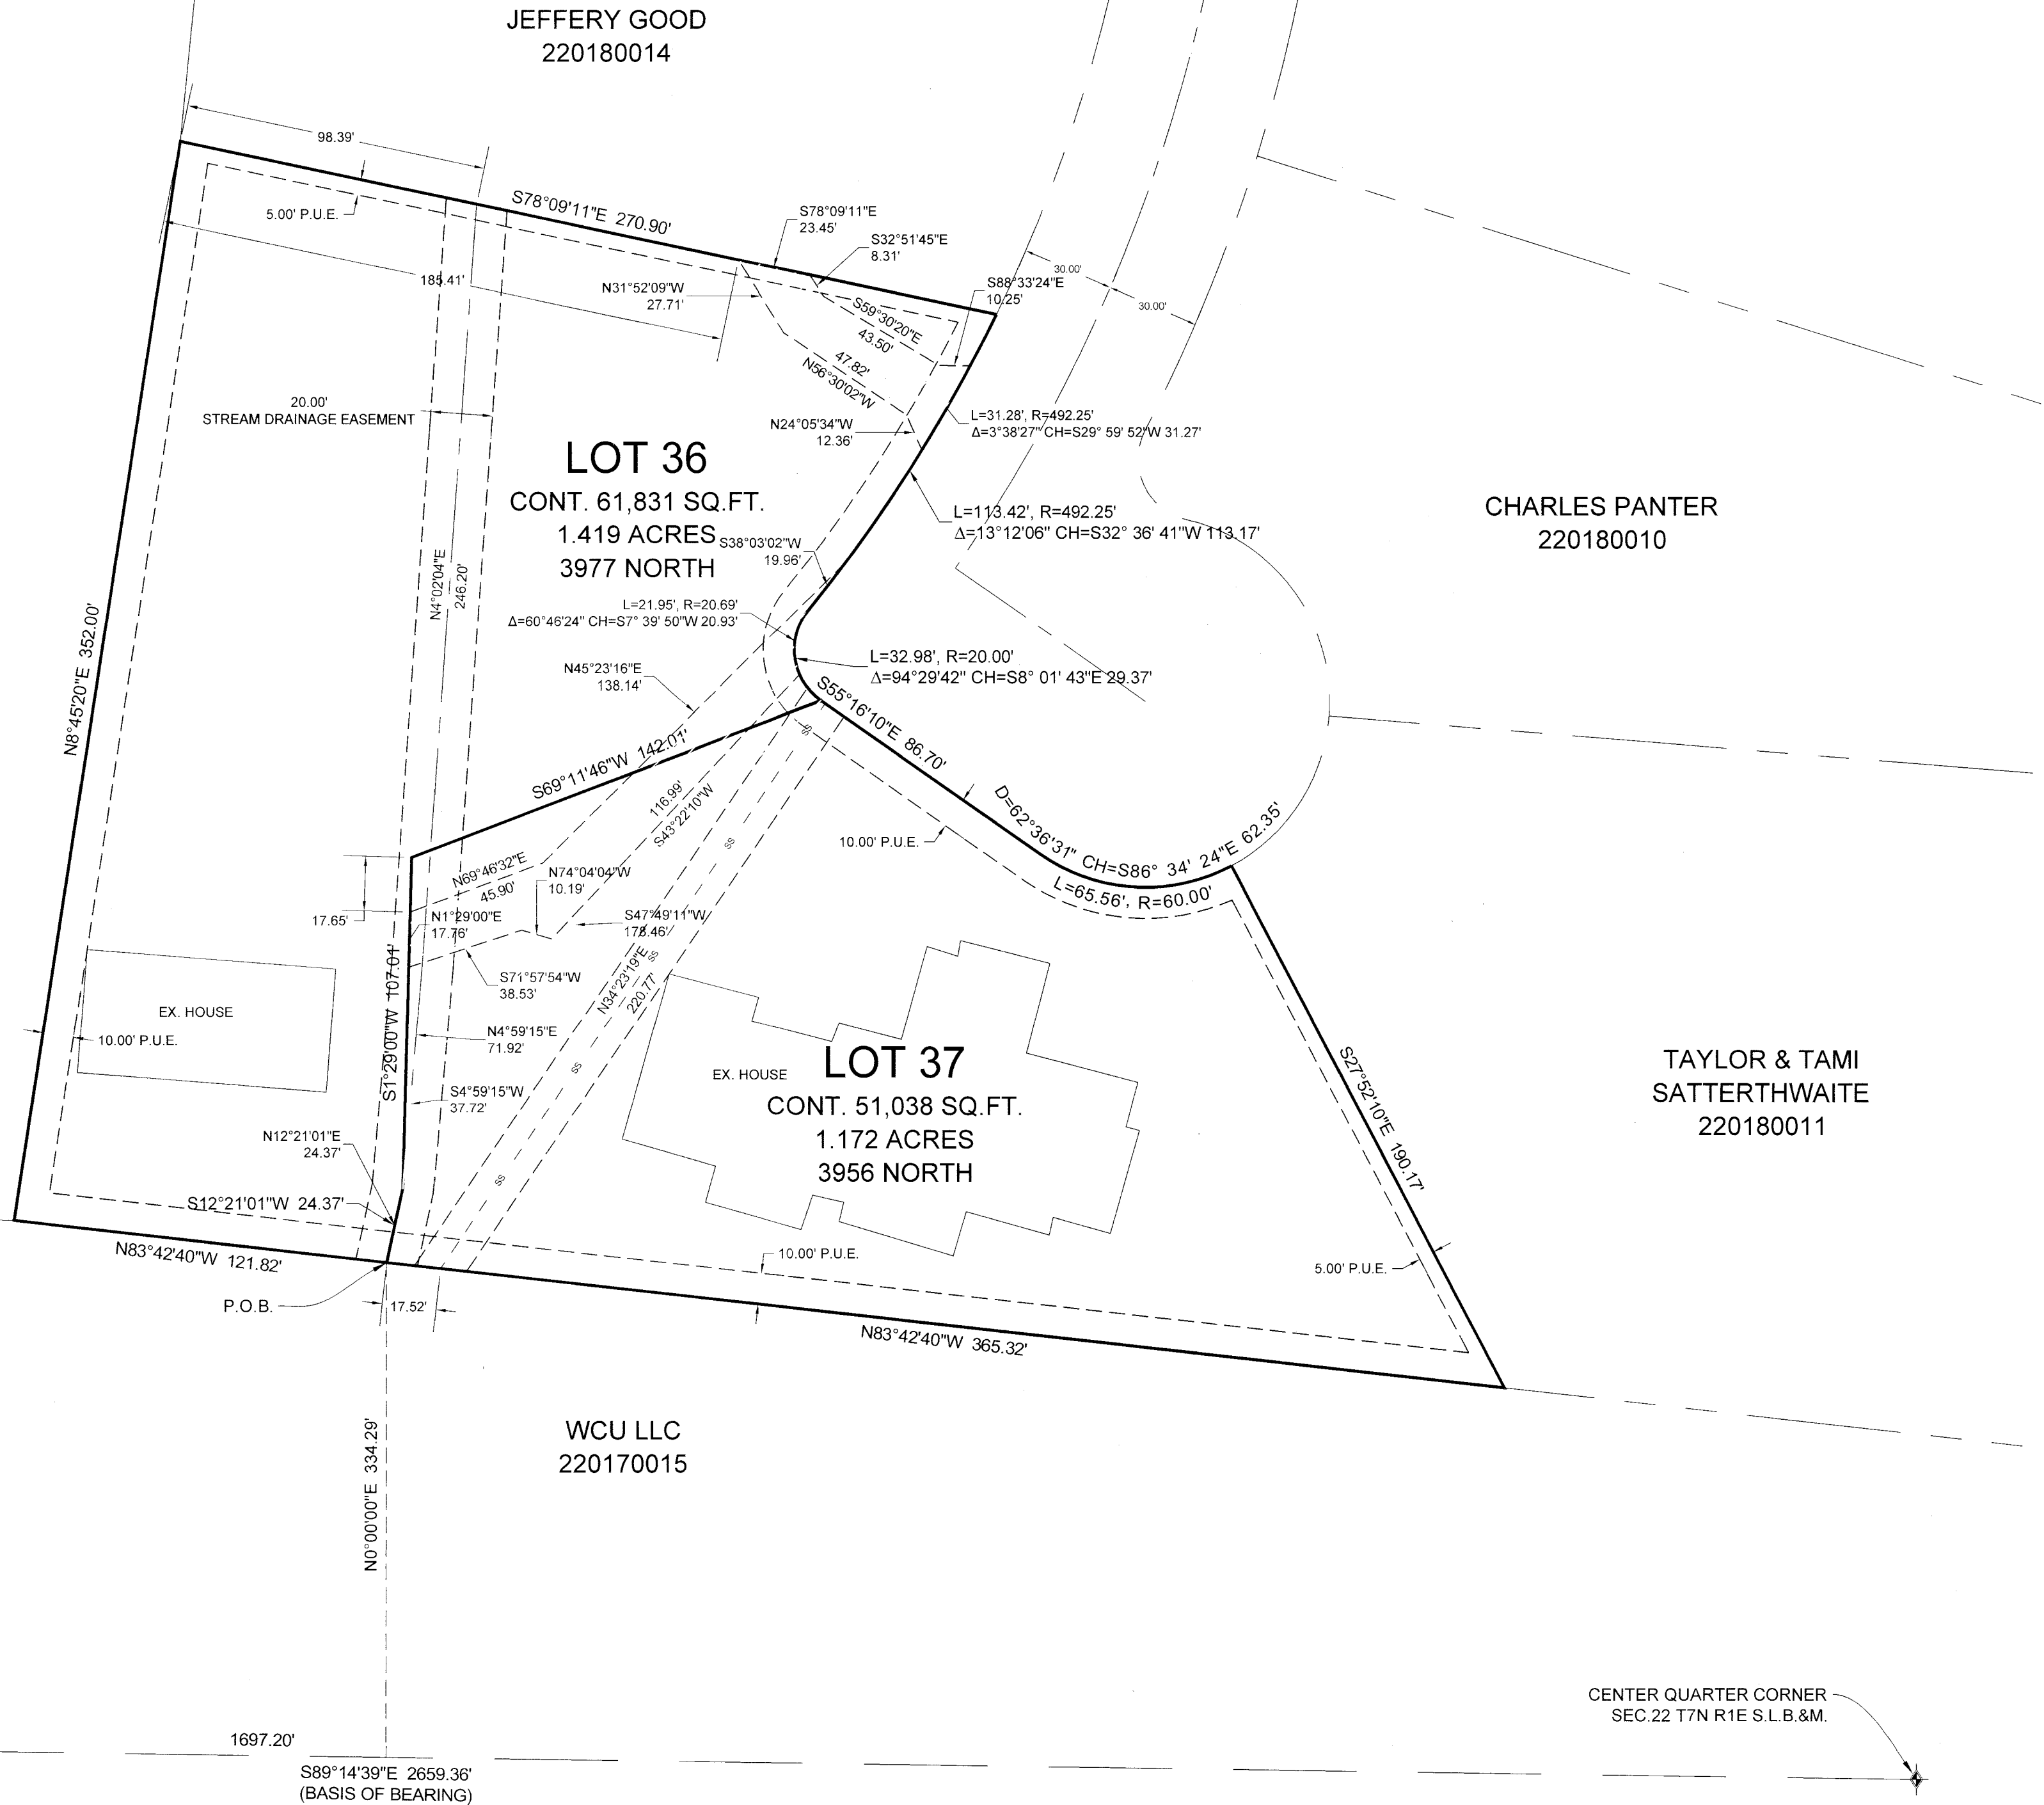 JEFFERY GOOD
220180014
98.39'
5.00' P.U.E.
S78°09'11"E 270.90'
S78°09'11"E
23.45'
S32°51'45"E
8.31'
185.41'
N31°52'09"W
27.71'
S88°33'24"E
10.25'
30.00'
30.00'
S59°30'20"E
43.50'
47.82'
N56°30'02"W
20.00'
STREAM DRAINAGE EASEMENT
N24°05'34"W
12.36'
L=31.28', R=492.25'
Δ=3°38'27" CH=S29° 59' 52"W 31.27'
LOT 36
CONT. 61,831 SQ.FT.
1.419 ACRES
3977 NORTH
L=113.42', R=492.25'
Δ=13°12'06" CH=S32° 36' 41"W 113.17'
CHARLES PANTER
220180010
S38°03'02"W
19.96'
N4°02'04"E
246.20'
L=21.95', R=20.69'
Δ=60°46'24" CH=S7° 39' 50"W 20.93'
L=32.98', R=20.00'
Δ=94°29'42" CH=S8° 01' 43"E 29.37'
N8°45'20"E 352.00'
N45°23'16"E
138.14'
S55°16'10"E 86.70'
SS
S69°11'46"W 142.01'
116.99'
S43°22'10"W
SS
10.00' P.U.E.
D=62°36'31" CH=S86° 34' 24"E 62.35'
L=65.56', R=60.00'
N69°46'32"E
45.90'
N74°04'04"W
10.19'
17.65'
N1°29'00"E
17.76'
S47°49'11"W
178.46'
SS
N34°23'19"E
220.77'
S71°57'54"W
38.53'
EX. HOUSE
10.00' P.U.E.
S1°29'00"W 107.01'
N4°59'15"E
71.92'
SS
S4°59'15"W
37.72'
EX. HOUSE
LOT 37
CONT. 51,038 SQ.FT.
1.172 ACRES
3956 NORTH
TAYLOR & TAMI
SATTERTHWAITE
220180011
S27°52'10"E 190.17'
N12°21'01"E
24.37'
SS
S12°21'01"W 24.37'
10.00' P.U.E.
5.00' P.U.E.
N83°42'40"W 121.82'
P.O.B.
17.52'
N83°42'40"W 365.32'
WCU LLC
220170015
N0°00'00"E 334.29'
CENTER QUARTER CORNER
SEC.22 T7N R1E S.L.B.&M.
1697.20'
S89°14'39"E 2659.36'
(BASIS OF BEARING)